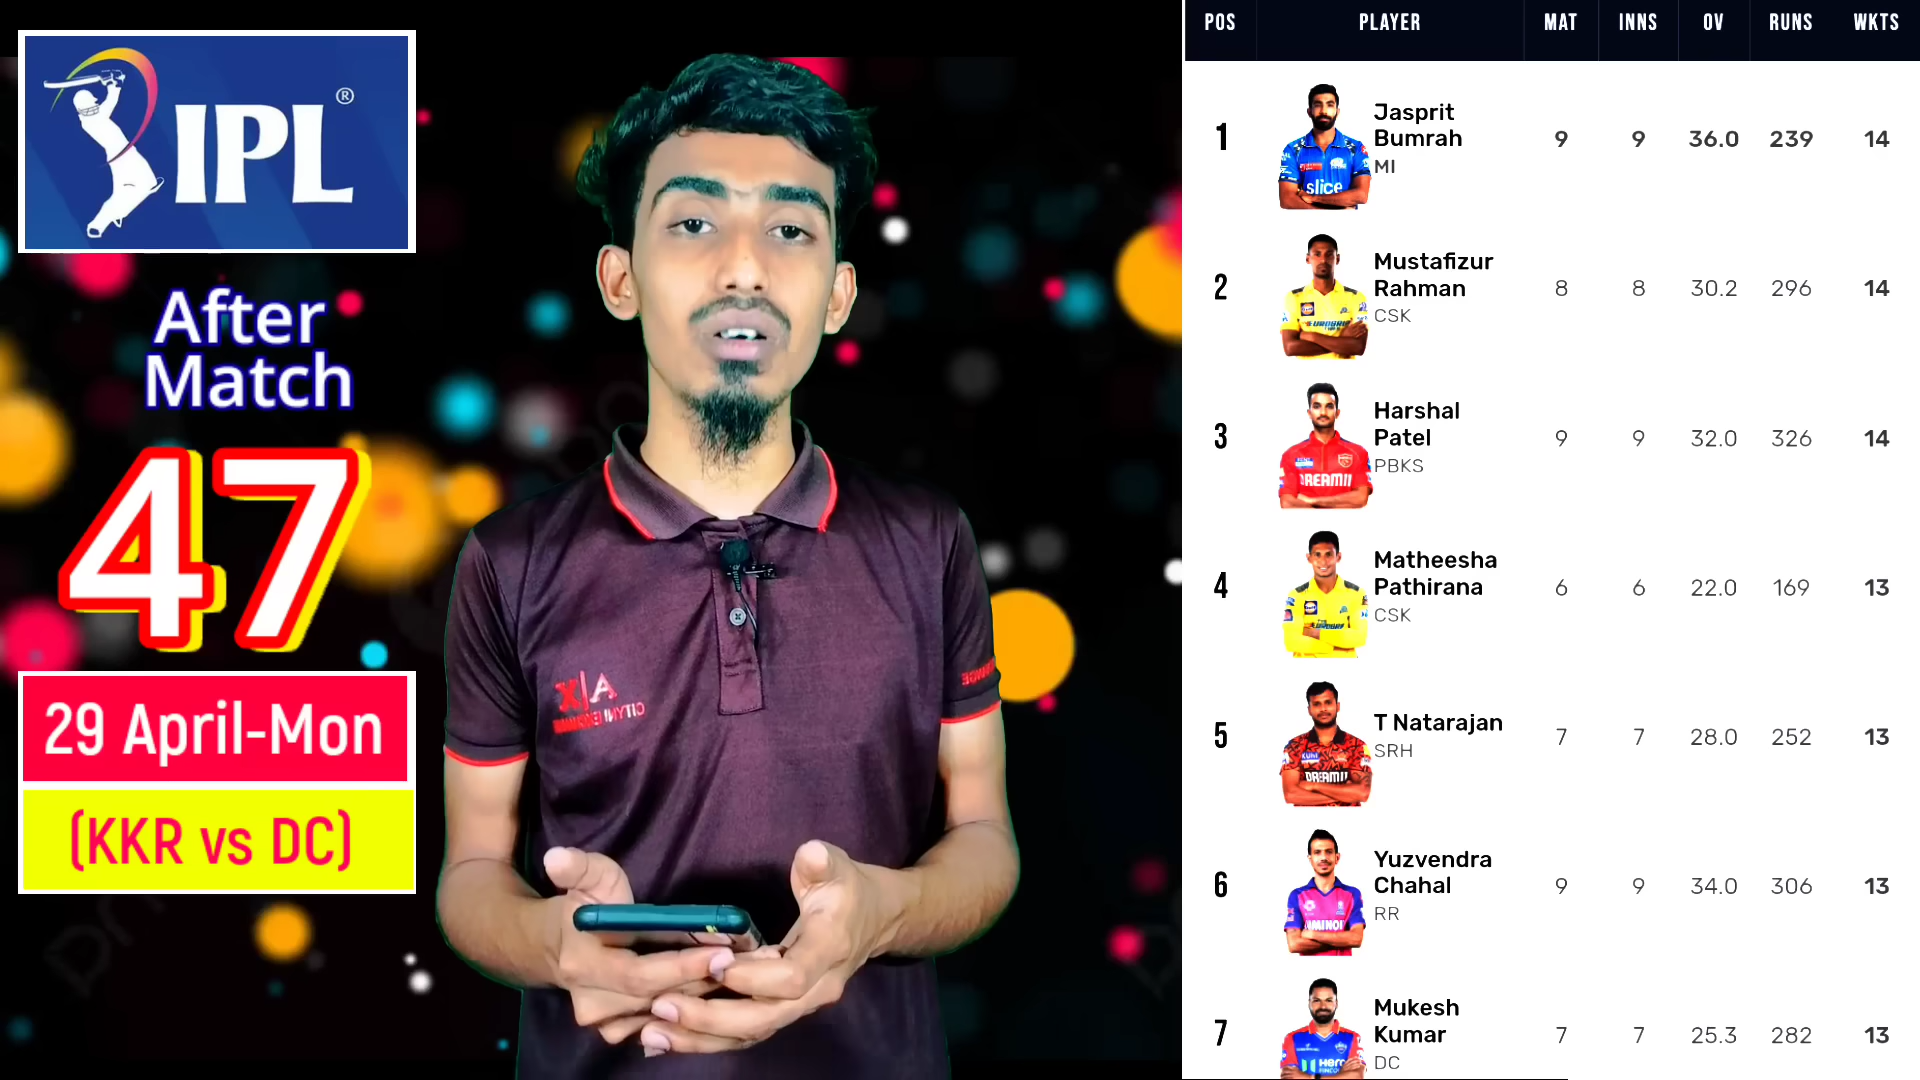 IPL®
After
Match
47
29 April-Mon
(KKR vs DC)
POS PLAYER MAT INNS OV RUNS WKTS
1 Jasprit Bumrah MI 9 9 36.0 239 14
slice
2 Mustafizur Rahman CSK 8 8 30.2 296 14
3 Harshal Patel PBKS 9 9 32.0 326 14
DREAM11
4 Matheesha Pathirana CSK 6 6 22.0 169 13
5 T Natarajan SRH 7 7 28.0 252 13
DREAM11
6 Yuzvendra Chahal RR 9 9 34.0 306 13
7 Mukesh Kumar DC 7 7 25.3 282 13